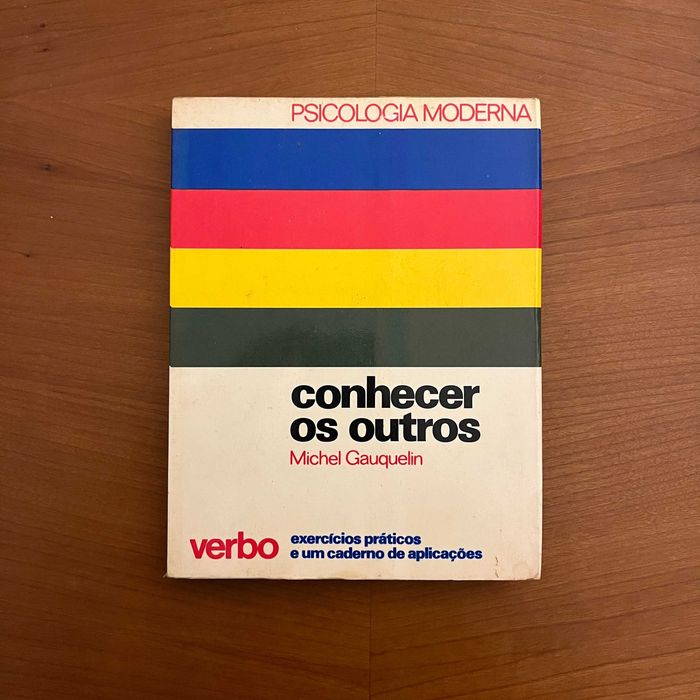 PSICOLOGIA MODERNA
conhecer
os outros
Michel Gauquelin
verbo
exercícios práticos
e um caderno de aplicações